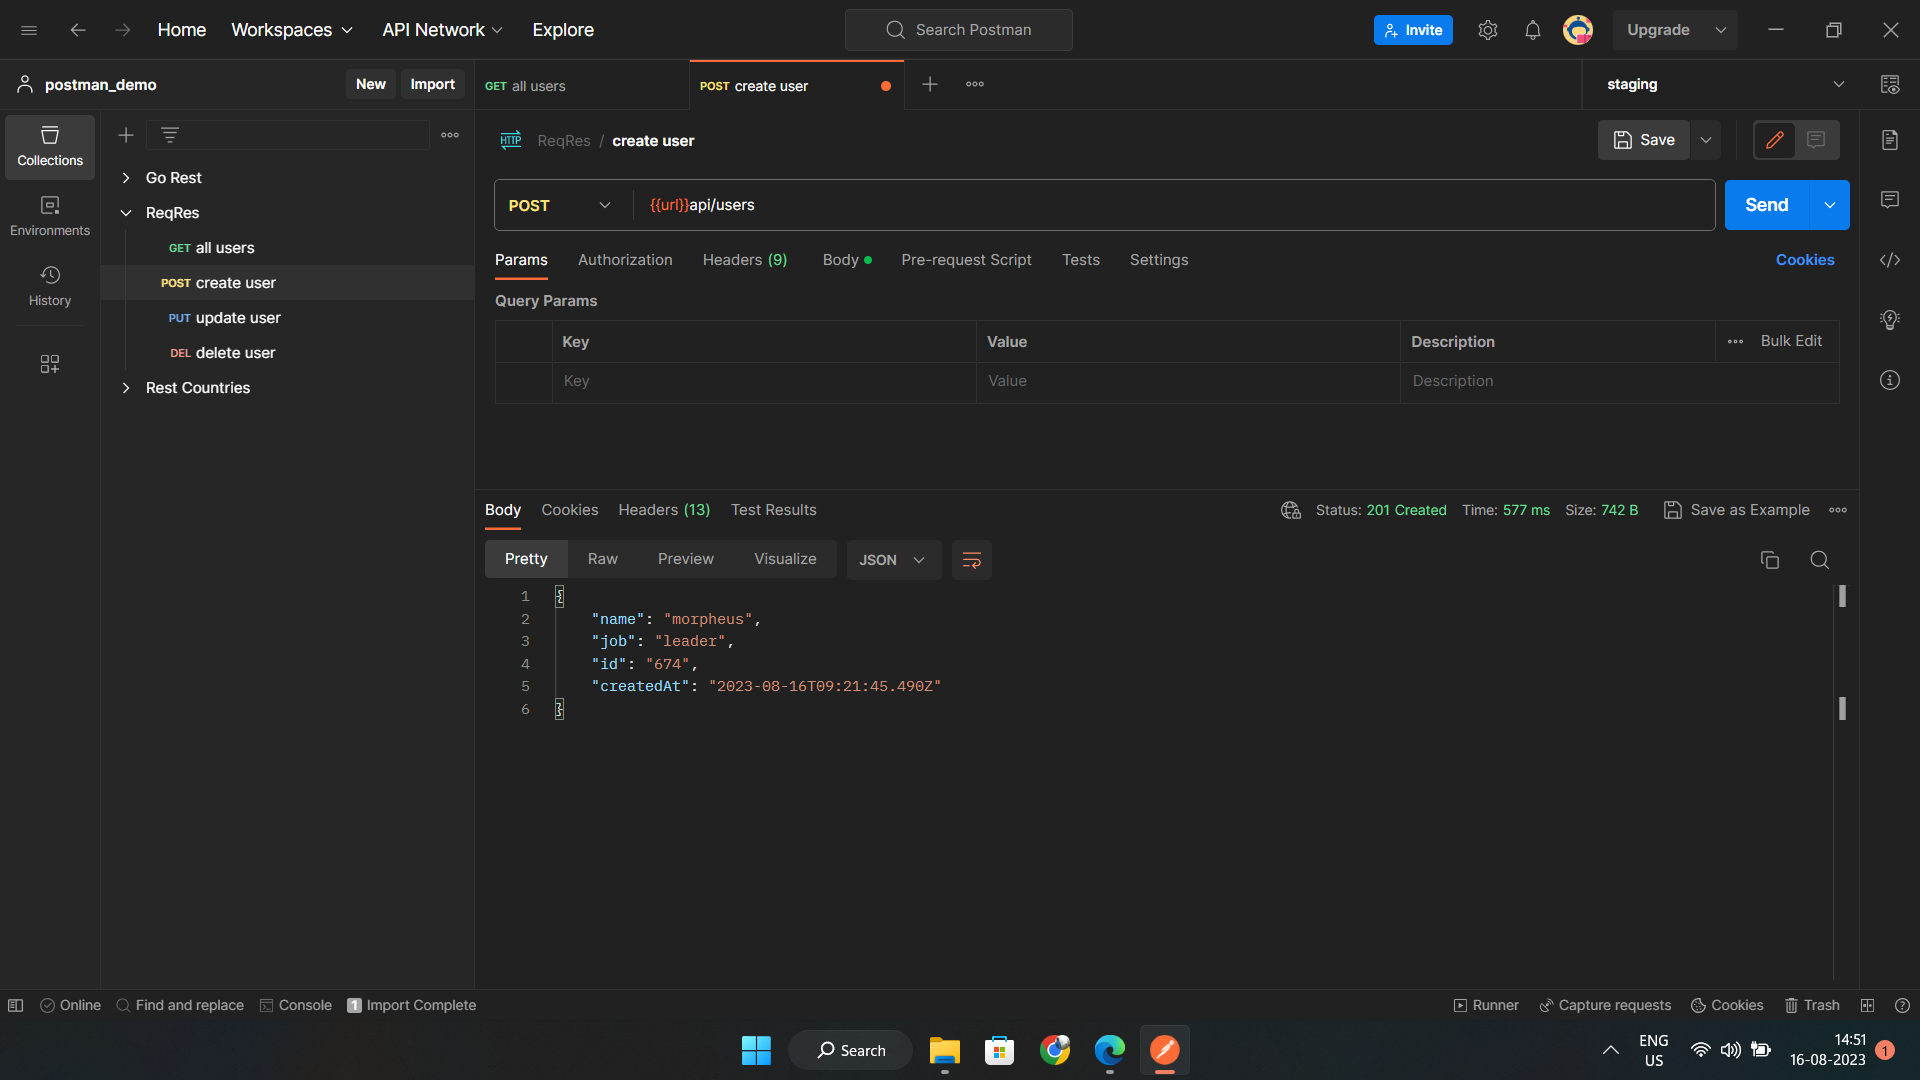 Home Workspaces API Network Explore Search Postman Invite Upgrade
postman_demo New Import GET all users POST create user staging
Collections
Environments
History
Go Rest
ReqRes
GET all users
POST create user
PUT update user
DEL delete user
Rest Countries
HTTP ReqRes / create user Save
POST {{url}}api/users Send
Params Authorization Headers (9) Body Pre-request Script Tests Settings Cookies
Query Params
Key Value Description Bulk Edit
Key Value Description
Body Cookies Headers (13) Test Results Status: 201 Created Time: 577 ms Size: 742 B Save as Example
Pretty Raw Preview Visualize JSON
1 {
2 "name": "morpheus",
3 "job": "leader",
4 "id": "674",
5 "createdAt": "2023-08-16T09:21:45.490Z"
6 }
Online Find and replace Console 1 Import Complete Runner Capture requests Cookies Trash
Search ENG 14:51
US 16-08-2023 1